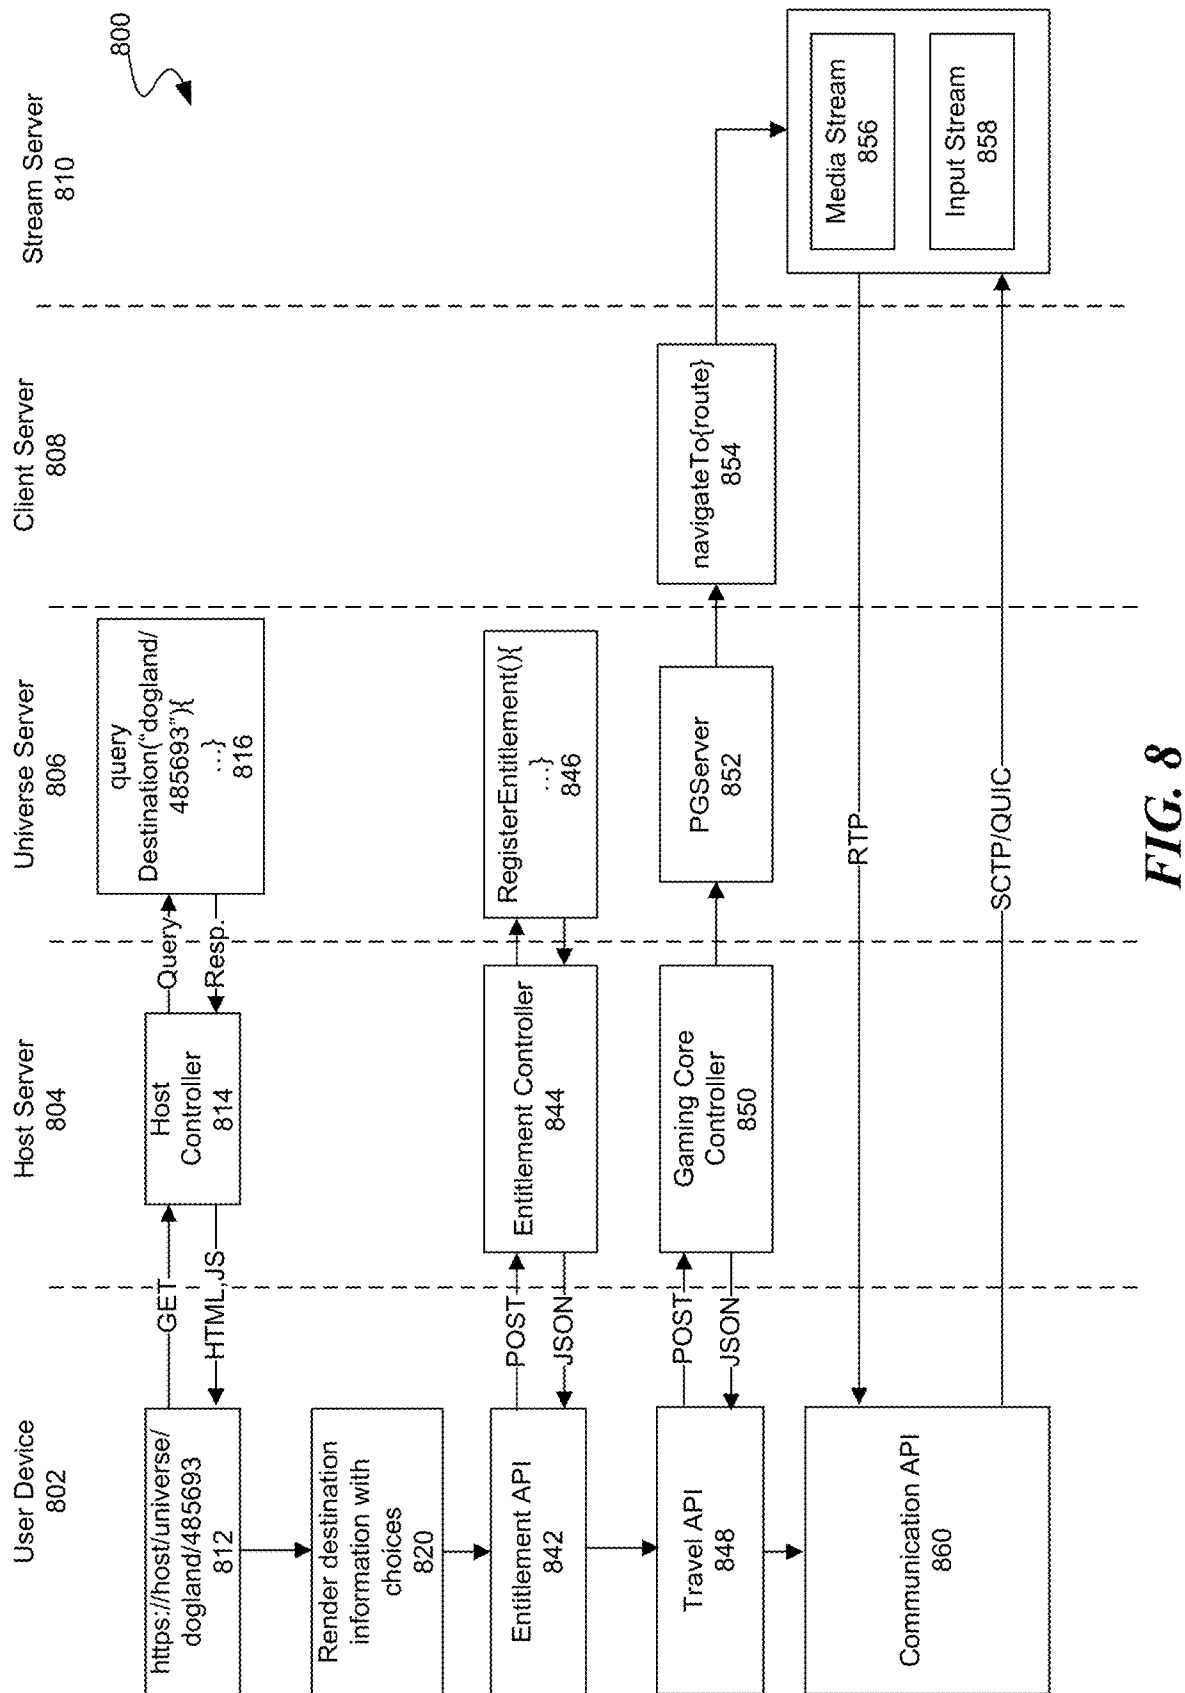 800
User Device
802
Host Server
804
Universe Server
806
Client Server
808
Stream Server
810
https://host/universe/
dogland/485693
812
GET
HTML,JS
Host
Controller
814
Query
Resp.
query
Destination("dogland/
485693"){
...}
816
Render destination
information with
choices
820
Entitlement API
842
POST
JSON
Entitlement Controller
844
RegisterEntitlement(){
...}
846
Travel API
848
POST
JSON
Gaming Core
Controller
850
PGServer
852
navigateTo{route}
854
Media Stream
856
Input Stream
858
Communication API
860
RTP
SCTP/QUIC
FIG. 8